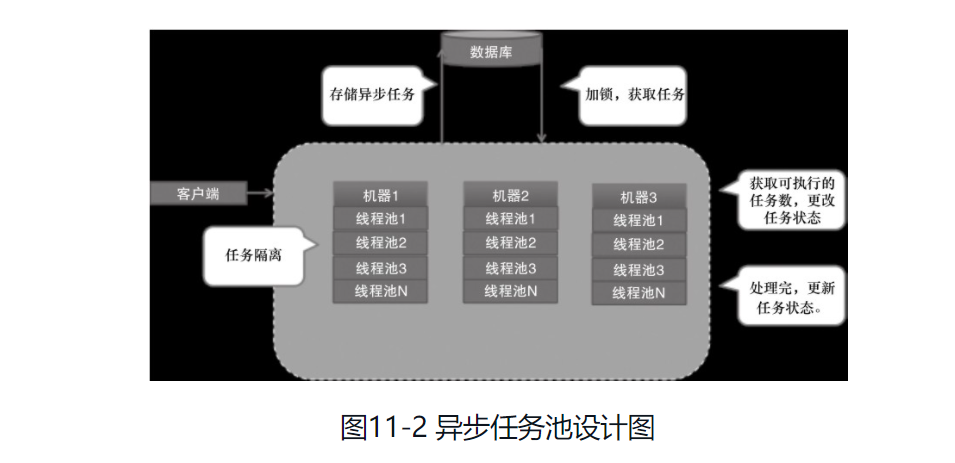 数据库
存储异步任务
加锁，获取任务
客户端
机器1
线程池1
线程池2
线程池3
线程池N
机器2
线程池1
线程池2
线程池3
线程池N
机器3
线程池1
线程池2
线程池3
线程池N
任务隔离
获取可执行的
任务数，更改
任务状态
处理完，更新
任务状态。
图11-2 异步任务池设计图